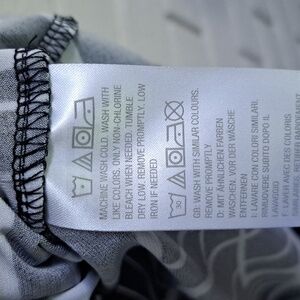 MACHINE WASH COLD. WASH WITH
LIKE COLORS. ONLY NON-CHLORINE
BLEACH WHEN NEEDED. TUMBLE
DRY LOW. REMOVE PROMPTLY. LOW
IRON IF NEEDED
30
GB: WASH WITH SIMILAR COLOURS.
REMOVE PROMPTLY
D: MIT ÄHNLICHEN FARBEN
WASCHEN. VOR DER WÄSCHE
ENTFERNEN
I: LAVARE CON COLORI SIMILARI.
RIMUOVERE SUBITO DOPO IL
LAVAGGIO